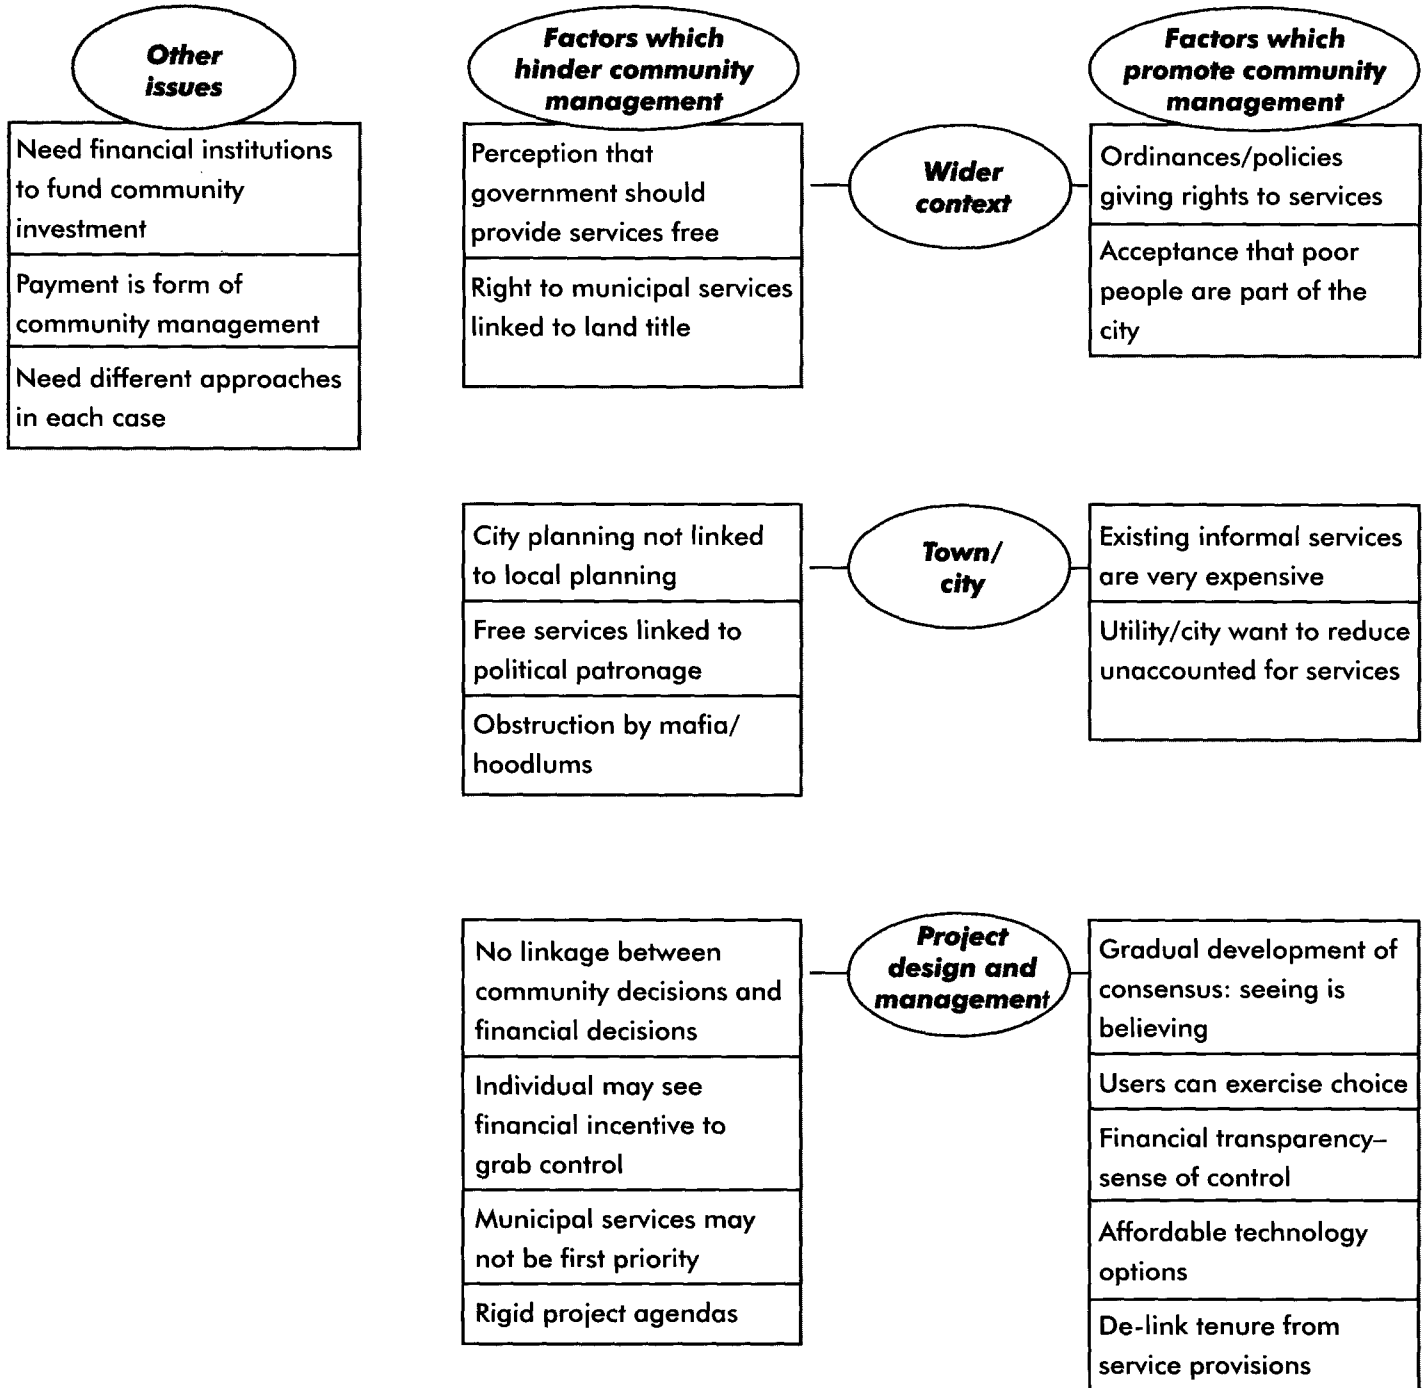 Other
issues
Need financial institutions
to fund community
investment
Payment is form of
community management
Need different approaches
in each case
Factors which
hinder community
management
Perception that
government should
provide services free
Right to municipal services
linked to land title
Wider
context
Factors which
promote community
management
Ordinances/policies
giving rights to services
Acceptance that poor
people are part of the
city
City planning not linked
to local planning
Free services linked to
political patronage
Obstruction by mafia/
hoodlums
Town/
city
Existing informal services
are very expensive
Utility/city want to reduce
unaccounted for services
No linkage between
community decisions and
financial decisions
Individual may see
financial incentive to
grab control
Municipal services may
not be first priority
Rigid project agendas
Project
design and
management
Gradual development of
consensus: seeing is
believing
Users can exercise choice
Financial transparency–
sense of control
Affordable technology
options
De-link tenure from
service provisions